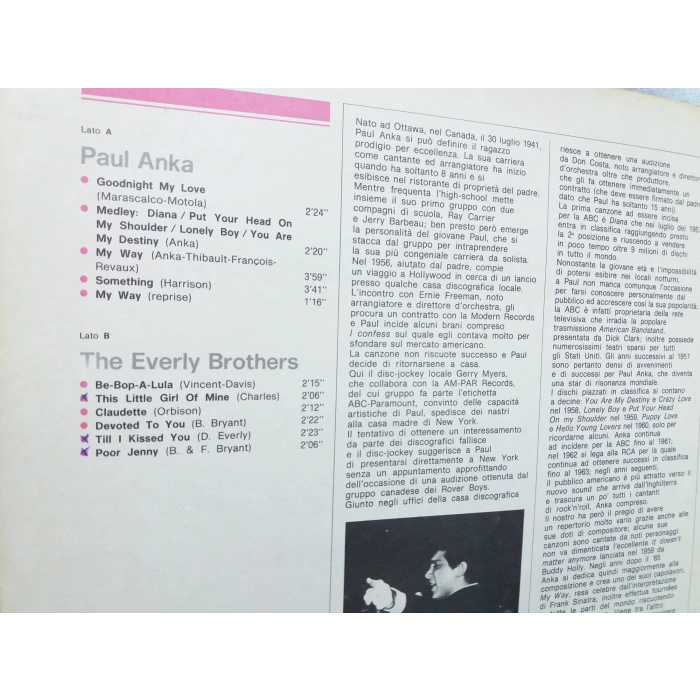 Lato A
Paul Anka
Goodnight My Love
(Marascalco-Motola) 2'24"
Medley: Diana / Put Your Head On
My Shoulder / Lonely Boy / You Are
My Destiny (Anka) 2'20"
My Way (Anka-Thibault-François-
Revaux) 3'59"
Something (Harrison) 3'41"
My Way (reprise) 1'16"
Lato B
The Everly Brothers
Be-Bop-A-Lula (Vincent-Davis) 2'15"
This Little Girl Of Mine (Charles) 2'06"
Claudette (Orbison) 2'12"
Devoted To You (B. Bryant) 2'22"
Till I Kissed You (D. Everly) 2'23"
Poor Jenny (B. & F. Bryant) 2'06"
Nato ad Ottawa, nel Canada, il 30 luglio 1941,
Paul Anka si può definire il ragazzo
prodigio per eccellenza. La sua carriera
come cantante ed arrangiatore ha inizio
quando ha soltanto 8 anni e si
esibisce nel ristorante di proprietà del padre.
Mentre frequenta l'high-school mette
insieme il suo primo gruppo con due
compagni di scuola, Ray Carrier
e Jerry Barbeau; ben presto però emerge
la personalità del giovane Paul, che si
stacca dal gruppo per intraprendere
la sua più congeniale carriera da solista.
Nel 1956, aiutato dal padre, compie
un viaggio a Hollywood in cerca di un lancio
presso qualche casa discografica locale.
L'incontro con Ernie Freeman, noto
arrangiatore e direttore d'orchestra, gli
procura un contratto con la Modern Records
e Paul incide alcuni brani compreso
I confess sul quale egli contava molto per
sfondare sul mercato americano.
La canzone non riscuote successo e Paul
decide di ritornarsene a casa.
Qui il disc-jockey locale Gerry Myers,
che collabora con la AM-PAR Records,
del cui gruppo fa parte l'etichetta
ABC-Paramount, convinto delle capacità
artistiche di Paul, spedisce dei nastri
alla casa madre di New York.
Il tentativo di ottenere un interessamento
da parte dei discografici fallisce
e il disc-jockey suggerisce a Paul
di presentarsi direttamente a New York
senza un appuntamento approfittando
dell'occasione di una audizione ottenuta dal
gruppo canadese dei Rover Boys.
Giunto negli uffici della casa discografica
riesce a ottenere una audizione
da Don Costa, noto arrangiatore e direttore
d'orchestra oltre che produttore,
che gli fa ottenere immediatamente un
contratto (che deve essere firmato dal padre
dato che Paul ha soltanto 15 anni).
La prima canzone ad essere incisa
per la ABC è Diana che nel luglio del 1957
entra in classifica raggiungendo presto
la 2ª posizione e riuscendo a vendere
in poco tempo oltre 9 milioni di dischi
in tutto il mondo.
Nonostante la giovane età e l'impossibilità
di potersi esibire nei locali notturni,
a Paul non manca comunque l'occasione
per farsi conoscere personalmente dal
pubblico ed accrescere così la sua popolarità;
la ABC è infatti proprietaria della rete
televisiva che irradia la popolare
trasmissione American Bandstand,
presentata da Dick Clark; inoltre possiede
numerosissimi teatri sparsi per tutti
gli Stati Uniti. Gli anni successivi al 1957
sono pertanto densi di avvenimenti
e di successi per Paul Anka, che diventa
una star di risonanza mondiale.
I dischi piazzati in classifica si contano
a decine: You Are My Destiny e Crazy Love
nel 1958, Lonely Boy e Put Your Head
On my Shoulder nel 1959, Puppy Love
e Hello Young Lovers nel 1960, solo per
ricordarne alcuni. Anka continua
ad incidere per la ABC fino al 1961;
nel 1962 si lega alla RCA per la quale
continua ad ottenere successi in classifica
fino al 1963; negli anni seguenti,
il pubblico americano è più attratto verso il
nuovo sound che arriva dall'Inghilterra
e trascura un po' tutti i cantanti
di rock'n'roll, Anka compreso.
Il nostro ha però il pregio di avere
un repertorio molto vario grazie anche alle
sue doti di compositore; alcune sue
canzoni sono cantate da noti personaggi:
non va dimenticata l'eccellente It doesn't
matter anymore lanciata nel 1959 da
Buddy Holly. Negli anni dopo il '65
Anka si dedica quindi maggiormente alla
composizione e crea uno dei suoi capolavori,
My Way, resa celebre dall'interpretazione
di Frank Sinatra; inoltre effettua tournées
tutte le parti del mondo riscuotendo
tra l'altro